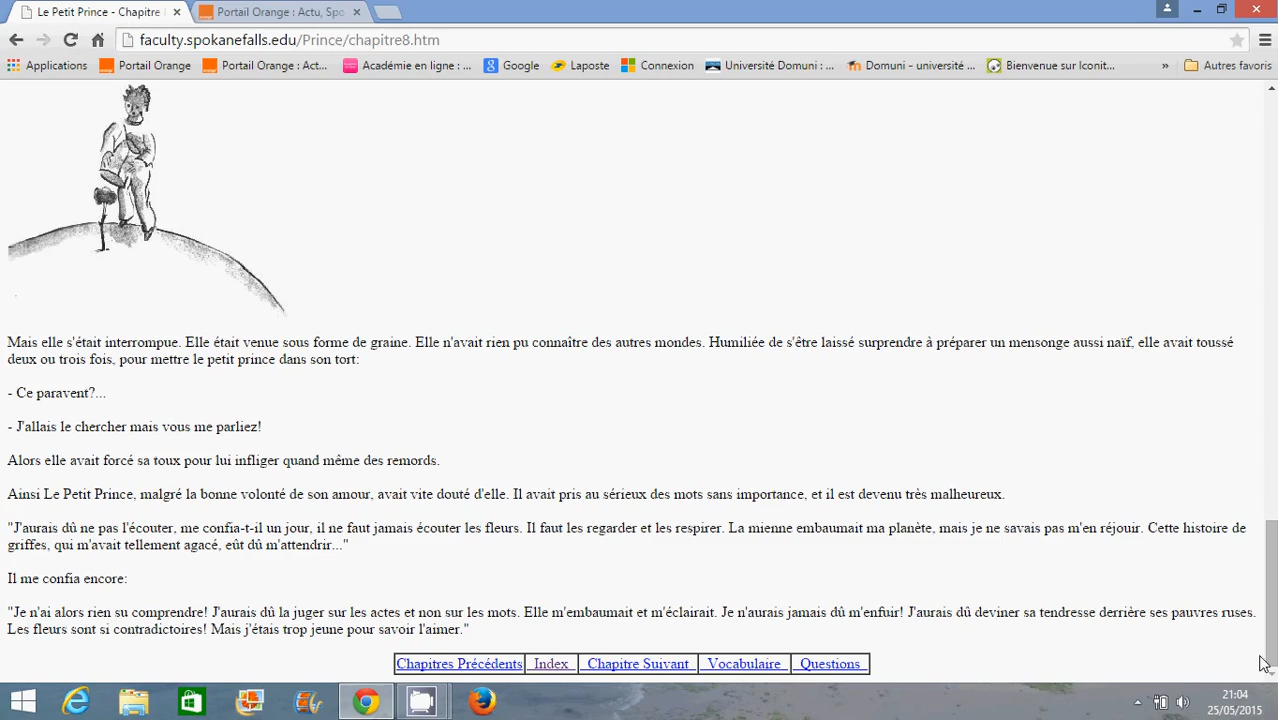 Le Petit Prince - Chapitre
Portail Orange : Actu, Spo
faculty.spokanefalls.edu/Prince/chapitre8.htm
Applications Portail Orange Portail Orange : Act... Académie en ligne : ... Google Laposte Connexion Université Domuni : ... Domuni – université ... Bienvenue sur Iconit... » Autres favoris
Mais elle s'était interrompue. Elle était venue sous forme de graine. Elle n'avait rien pu connaître des autres mondes. Humiliée de s'être laissé surprendre à préparer un mensonge aussi naïf, elle avait toussé
deux ou trois fois, pour mettre le petit prince dans son tort:
- Ce paravent?...
- J'allais le chercher mais vous me parliez!
Alors elle avait forcé sa toux pour lui infliger quand même des remords.
Ainsi Le Petit Prince, malgré la bonne volonté de son amour, avait vite douté d'elle. Il avait pris au sérieux des mots sans importance, et il est devenu très malheureux.
"J'aurais dû ne pas l'écouter, me confia-t-il un jour, il ne faut jamais écouter les fleurs. Il faut les regarder et les respirer. La mienne embaumait ma planète, mais je ne savais pas m'en réjouir. Cette histoire de
griffes, qui m'avait tellement agacé, eût dû m'attendrir..."
Il me confia encore:
"Je n'ai alors rien su comprendre! J'aurais dû la juger sur les actes et non sur les mots. Elle m'embaumait et m'éclairait. Je n'aurais jamais dû m'enfuir! J'aurais dû deviner sa tendresse derrière ses pauvres ruses.
Les fleurs sont si contradictoires! Mais j'étais trop jeune pour savoir l'aimer."
Chapitres Précédents Index Chapitre Suivant Vocabulaire Questions
21:04
25/05/2015